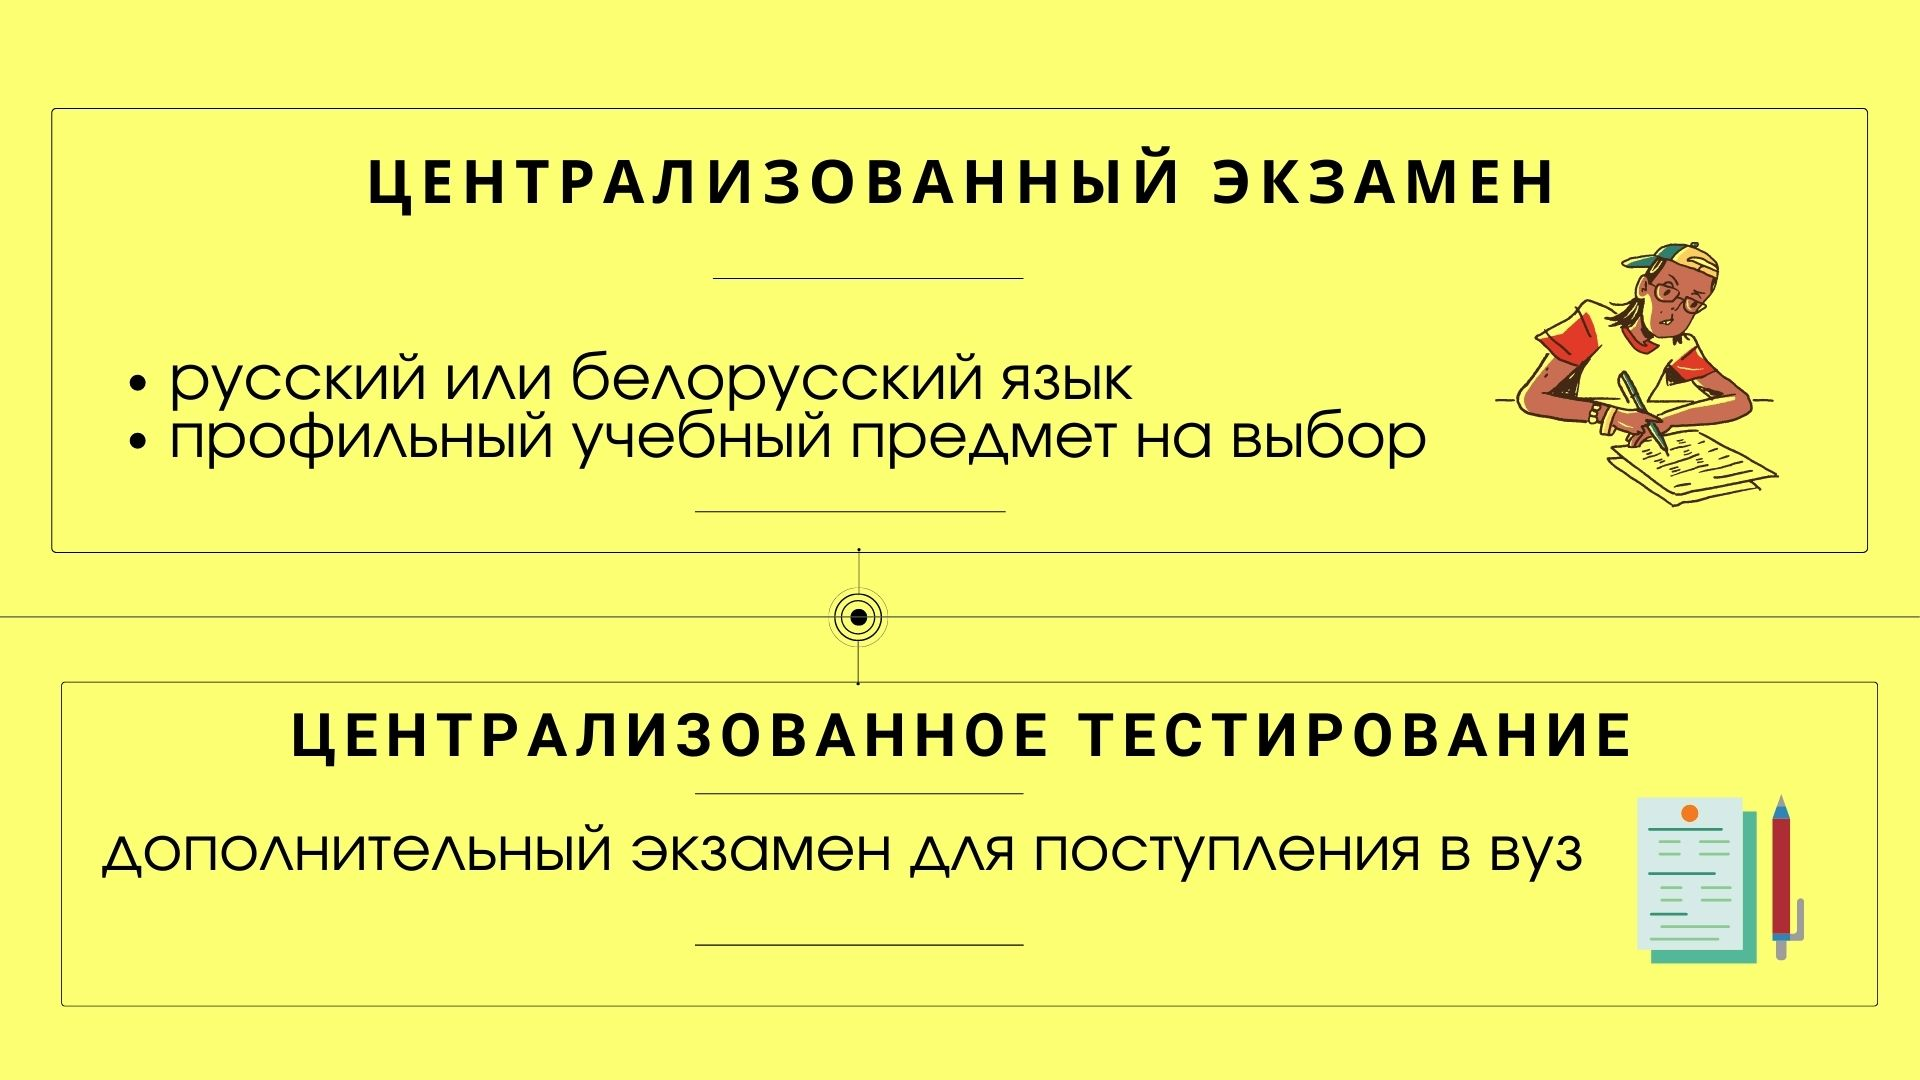 ЦЕНТРАЛИЗОВАННЫЙ ЭКЗАМЕН
• русский или белорусский язык
• профильный учебный предмет на выбор
ЦЕНТРАЛИЗОВАННОЕ ТЕСТИРОВАНИЕ
дополнительный экзамен для поступления в вуз